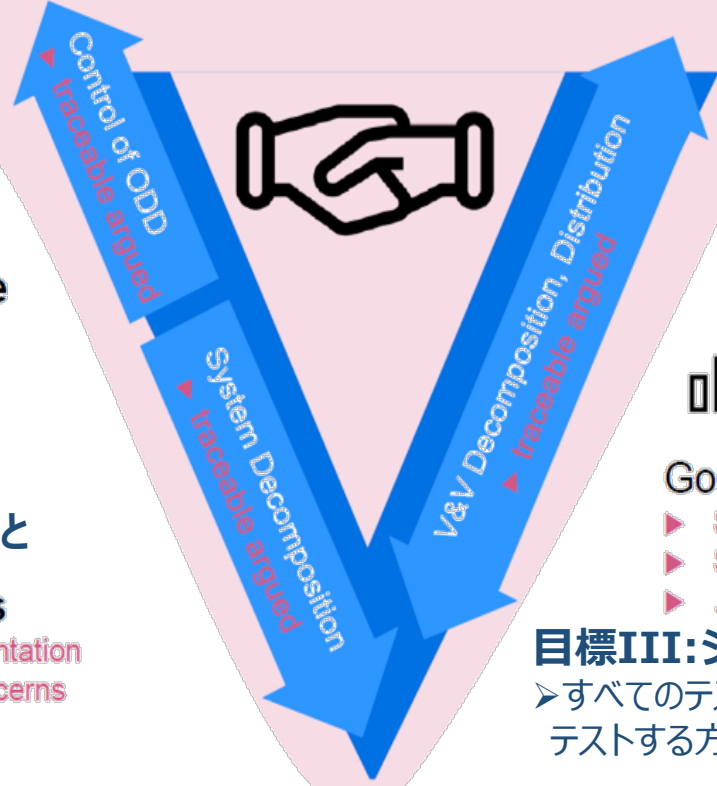 Control of ODD
▶ traceable argued
System Decomposition
▶ traceable argued
V&V Decomposition, Distribution
▶ traceable argued
e
と
s
ntation
cerns
Go
目標III:シ
➢すべてのテス
テストする方